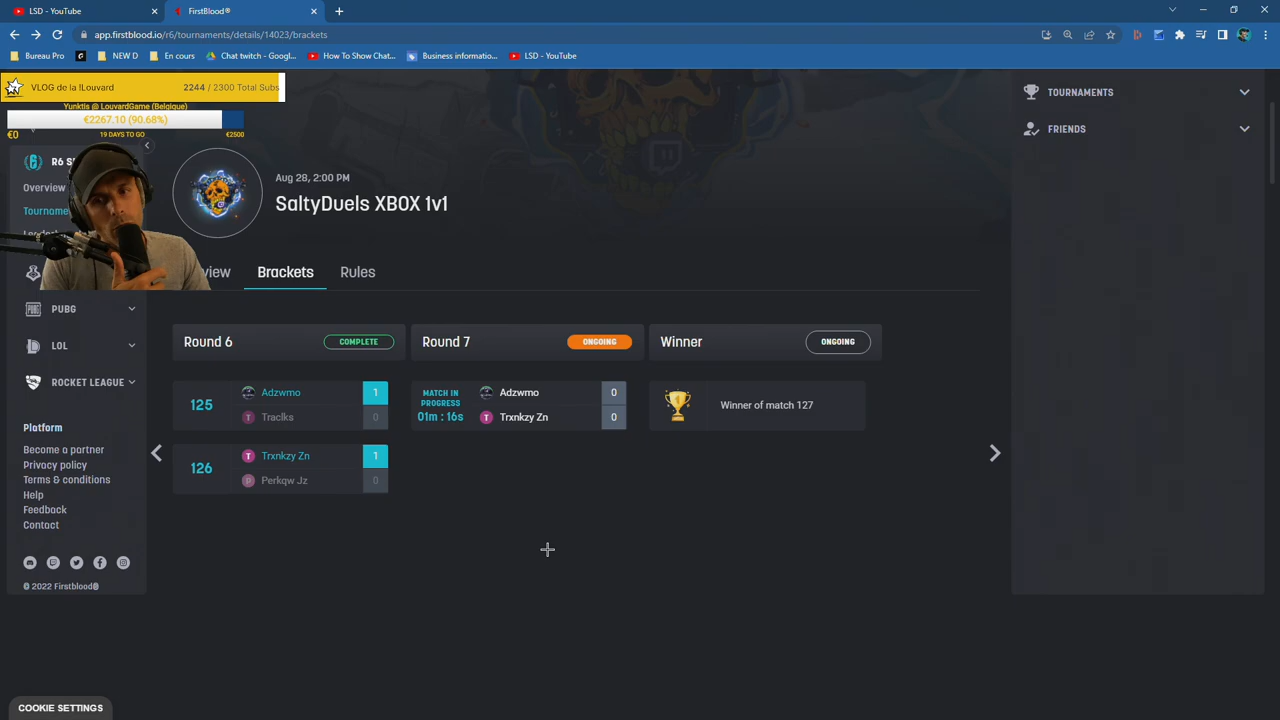 LSD - YouTube
FirstBlood®
app.firstblood.io/r6/tournaments/details/14023/brackets
Bureau Pro
NEW D
En cours
Chat twitch - Googl...
How To Show Chat...
Business informatio...
LSD - YouTube
VLOG de la !Louvard 2244 / 2300 Total Subs
Yunktis @ LouvardGame (Belgique)
€2267.10 (90.68%)
€0 19 DAYS TO GO €2500
TOURNAMENTS
FRIENDS
R6 S
Overview
Tourname
PUBG
LOL
ROCKET LEAGUE
Platform
Become a partner
Privacy policy
Terms & conditions
Help
Feedback
Contact
© 2022 Firstblood®
Aug 28, 2:00 PM
SaltyDuels XBOX 1v1
view Brackets Rules
Round 6 COMPLETE
125 Adzwmo 1
Traclks 0
126 Trxnkzy Zn 1
Perkqw Jz 0
Round 7 ONGOING
MATCH IN PROGRESS
01m : 16s
Adzwmo 0
Trxnkzy Zn 0
Winner ONGOING
Winner of match 127
COOKIE SETTINGS